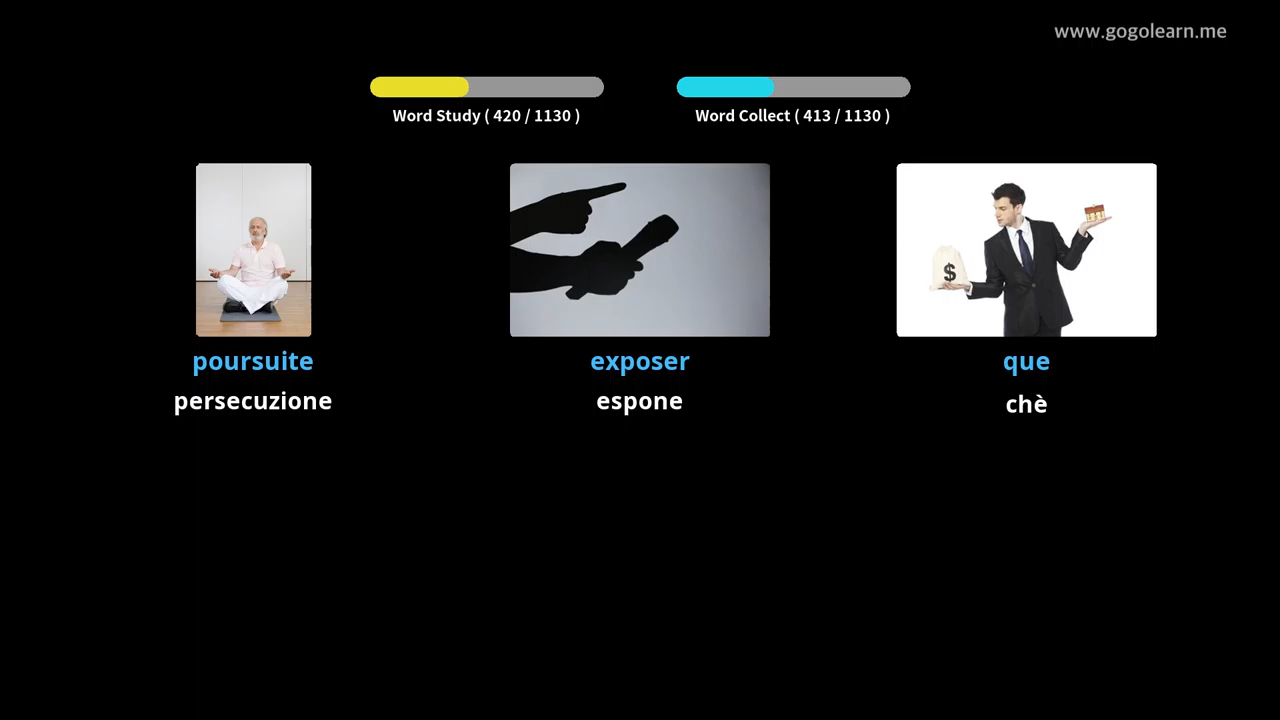 www.gogolearn.me
Word Study ( 420 / 1130 )
Word Collect ( 413 / 1130 )
$
poursuite
exposer
que
persecuzione
espone
chè